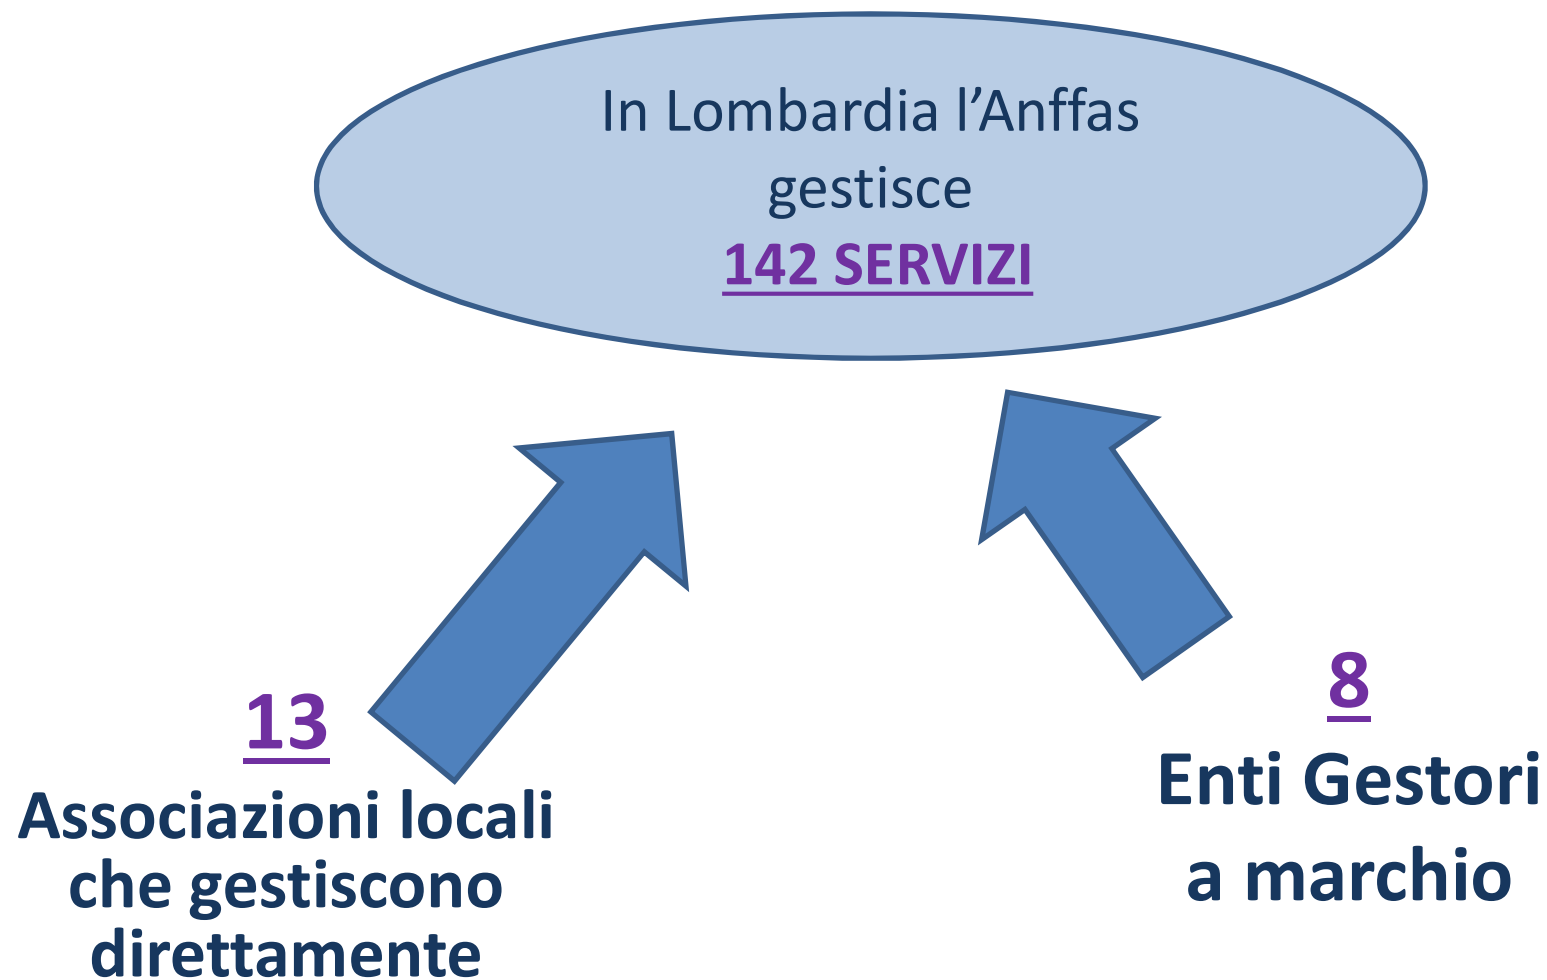 In Lombardia l’Anffas
gestisce
142 SERVIZI
13
Associazioni locali
che gestiscono
direttamente
8
Enti Gestori
a marchio